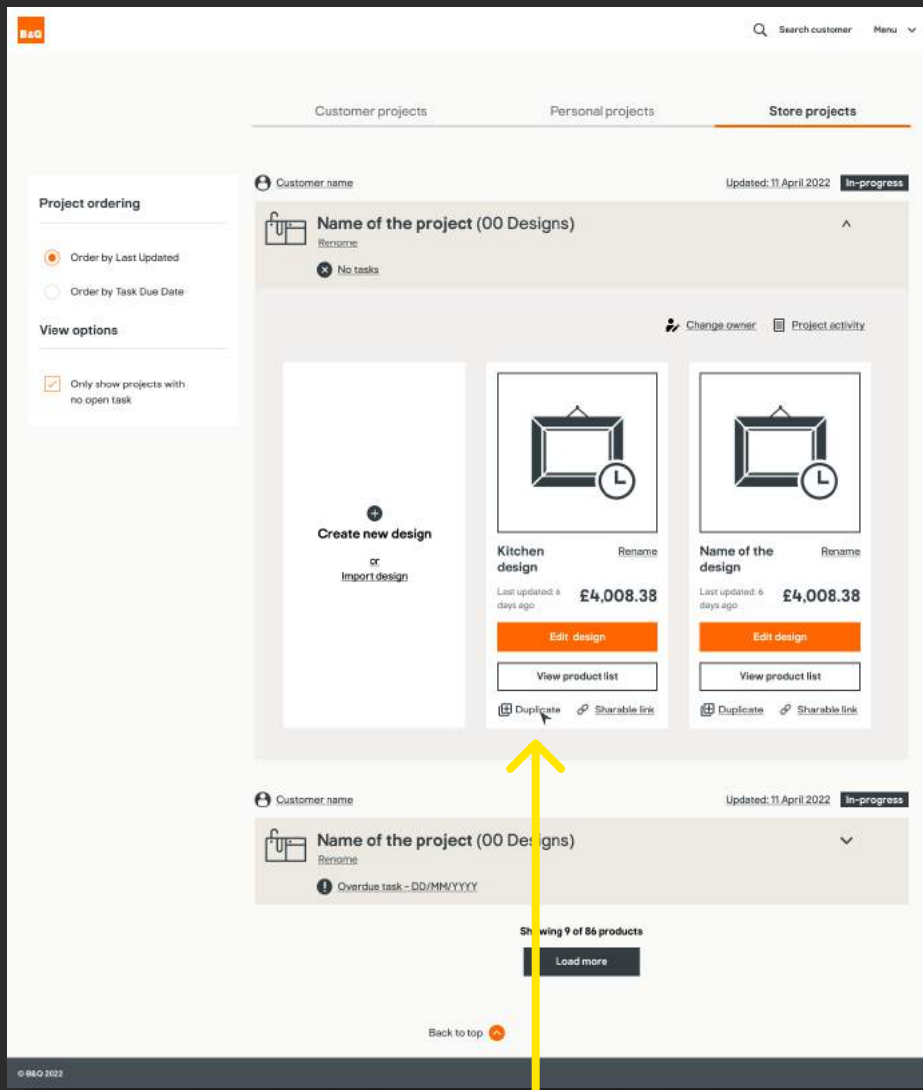 B&Q
Search customer
Menu
Customer projects
Personal projects
Store projects
Project ordering
Order by Last Updated
Order by Task Due Date
View options
Only show projects with
no open task
Customer name
Updated: 11 April 2022
In-progress
Name of the project (00 Designs)
Rename
No tasks
Change owner
Project activity
Create new design
or
Import design
Kitchen
design
Rename
Last updated: 6
days ago
£4,008.38
Edit design
View product list
Duplicate
Sharable link
Name of the
design
Rename
Last updated: 6
days ago
£4,008.38
Edit design
View product list
Duplicate
Sharable link
Customer name
Updated: 11 April 2022
In-progress
Name of the project (00 Designs)
Rename
Overdue task - DD/MM/YYYY
Showing 9 of 86 products
Load more
Back to top
© B&Q 2022